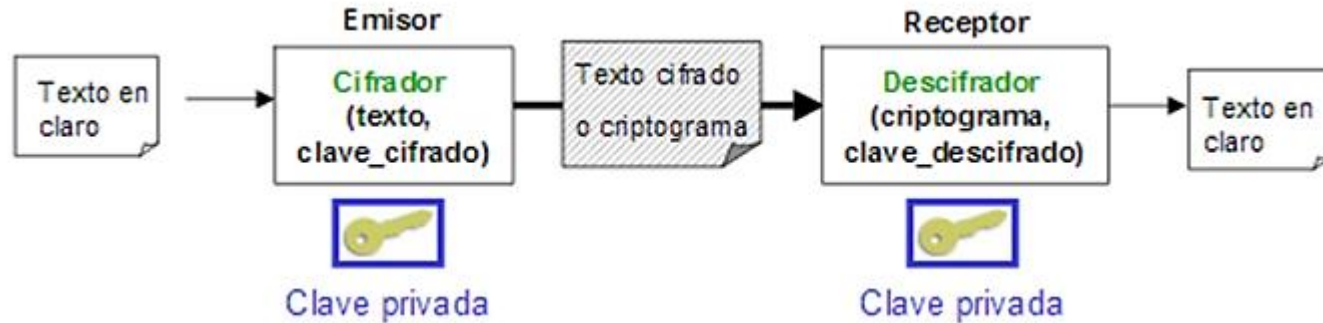 Emisor
Receptor
Texto en
claro
Cifrador
(texto,
clave_cifrado)
Texto cifrado
o criptograma
Descifrador
(criptograma,
clave_descifrado)
Texto en
claro
Clave privada
Clave privada